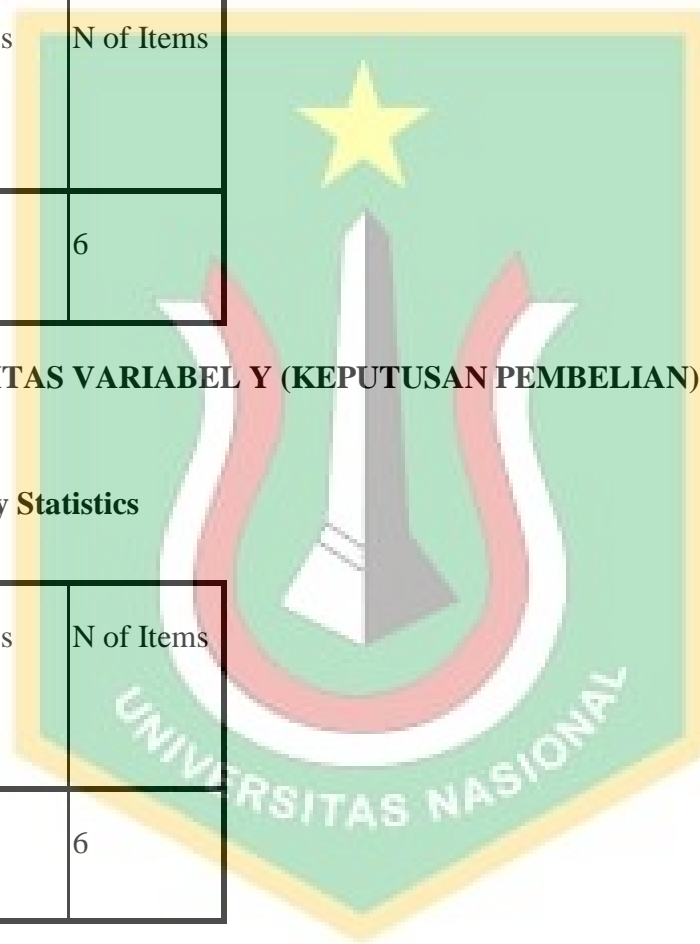 s N of Items
6
ITAS VARIABEL Y (KEPUTUSAN PEMBELIAN)
y Statistics
s N of Items
6
UNIVERSITAS NASIONAL